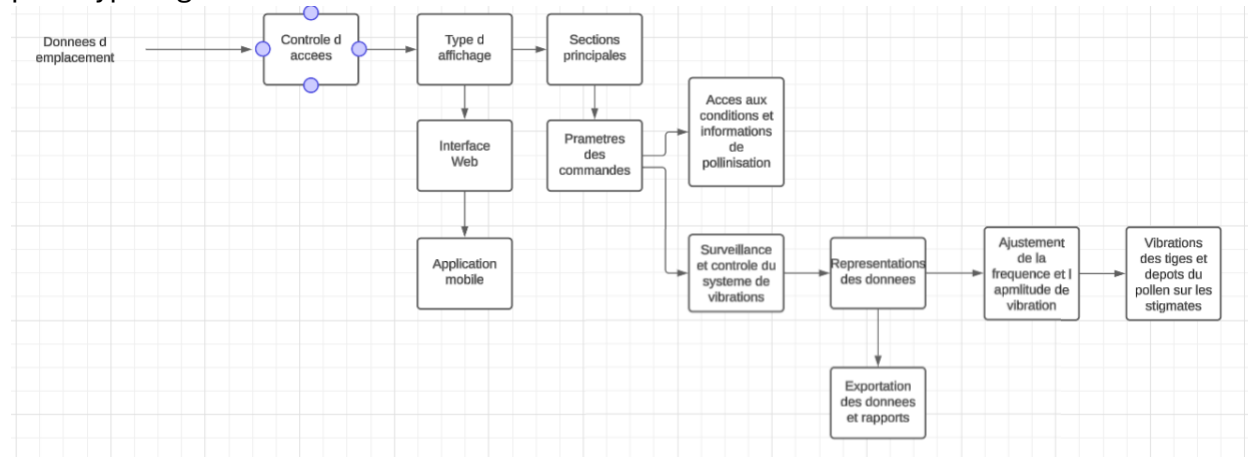 Donnees d
emplacement
Controle d
accees
Type d
affichage
Sections
principales
Acces aux
conditions et
informations
de
pollinisation
Interface
Web
Prametres
des
commandes
Application
mobile
Surveillance
et controle du
systeme de
vibrations
Representations
des donnees
Ajustement
de la
frequence et l
apmlitude de
vibration
Vibrations
des tiges et
depots du
pollen sur les
stigmates
Exportation
des donnees
et rapports